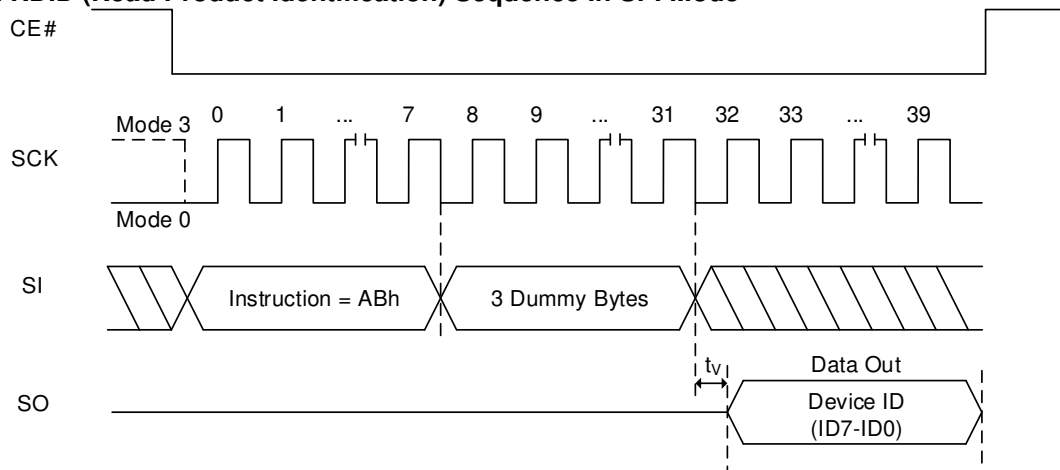 RDID (Read Product Identification) Sequence In SPI Mode
CE#
Mode 3
0 1 ... 7 8 9 ... 31 32 33 ... 39
SCK
Mode 0
SI
Instruction = ABh
3 Dummy Bytes
tV
Data Out
SO
Device ID
(ID7-ID0)